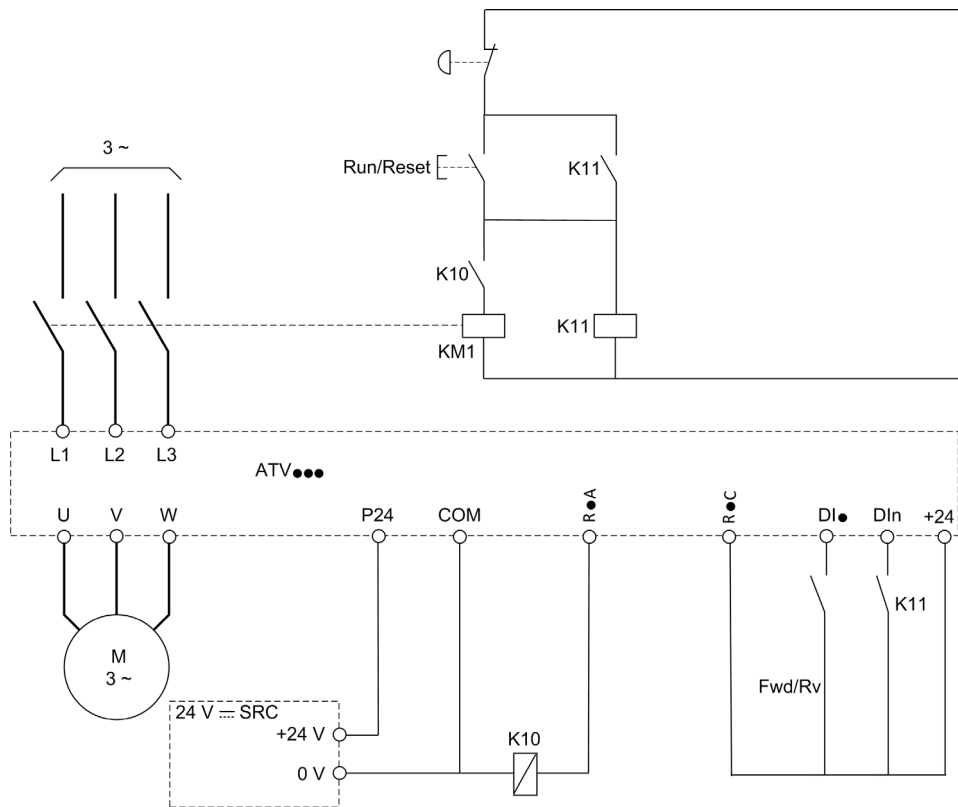 3 ~
Run/Reset
K11
K10
KM1
K11
L1 L2 L3
ATV●●●
U V W P24 COM R●A R●C DI● DIn +24
K11
M
3 ~
Fwd/Rv
24 V ⎓ SRC
+24 V
K10
0 V